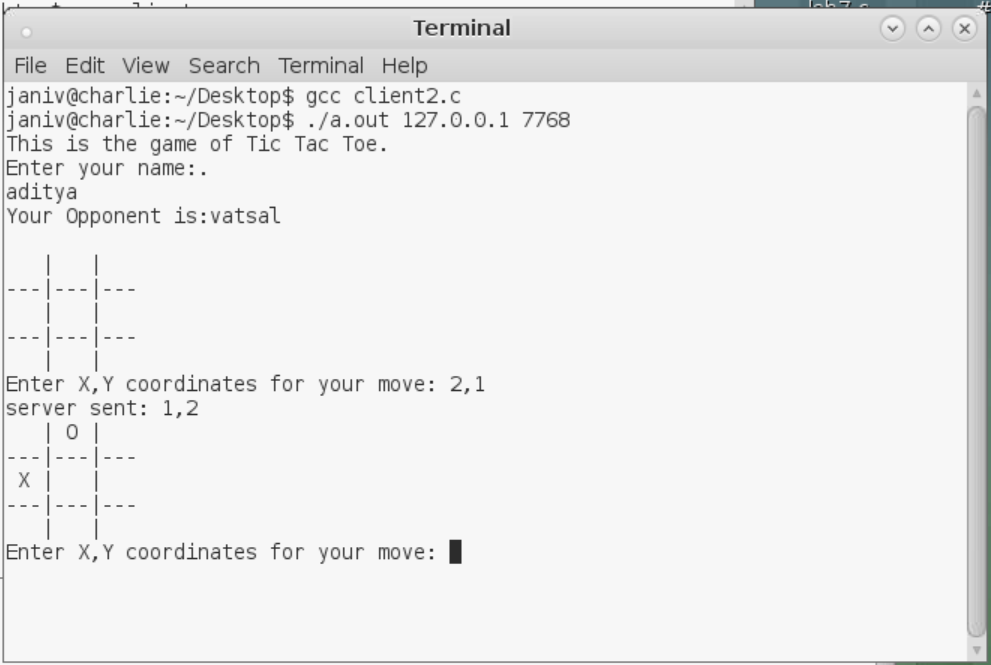 Terminal
File Edit View Search Terminal Help
janiv@charlie:~/Desktop$ gcc client2.c
janiv@charlie:~/Desktop$ ./a.out 127.0.0.1 7768
This is the game of Tic Tac Toe.
Enter your name:.
aditya
Your Opponent is:vatsal
   |   |
---|---|---
   |   |
---|---|---
   |   |
Enter X,Y coordinates for your move: 2,1
server sent: 1,2
   | O |
---|---|---
 X |   |
---|---|---
   |   |
Enter X,Y coordinates for your move: